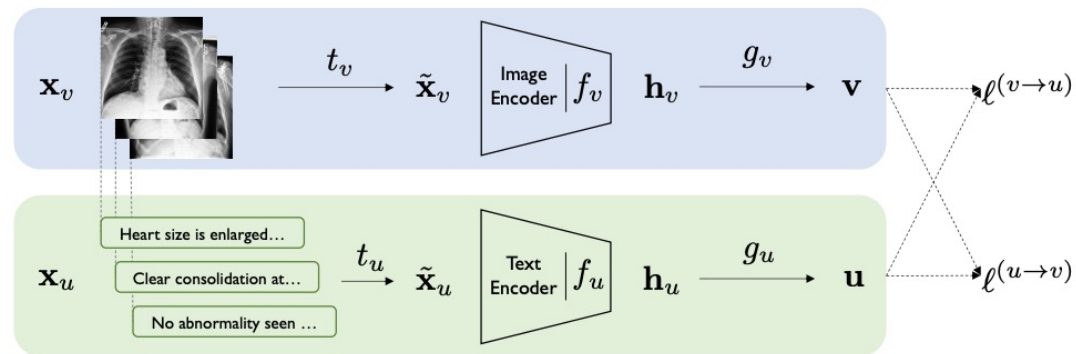 x_v t_v x̃_v Image Encoder f_v h_v g_v v ℓ^(v→u)
x_u Heart size is enlarged…
Clear consolidation at…
No abnormality seen …
t_u x̃_u Text Encoder f_u h_u g_u u ℓ^(u→v)